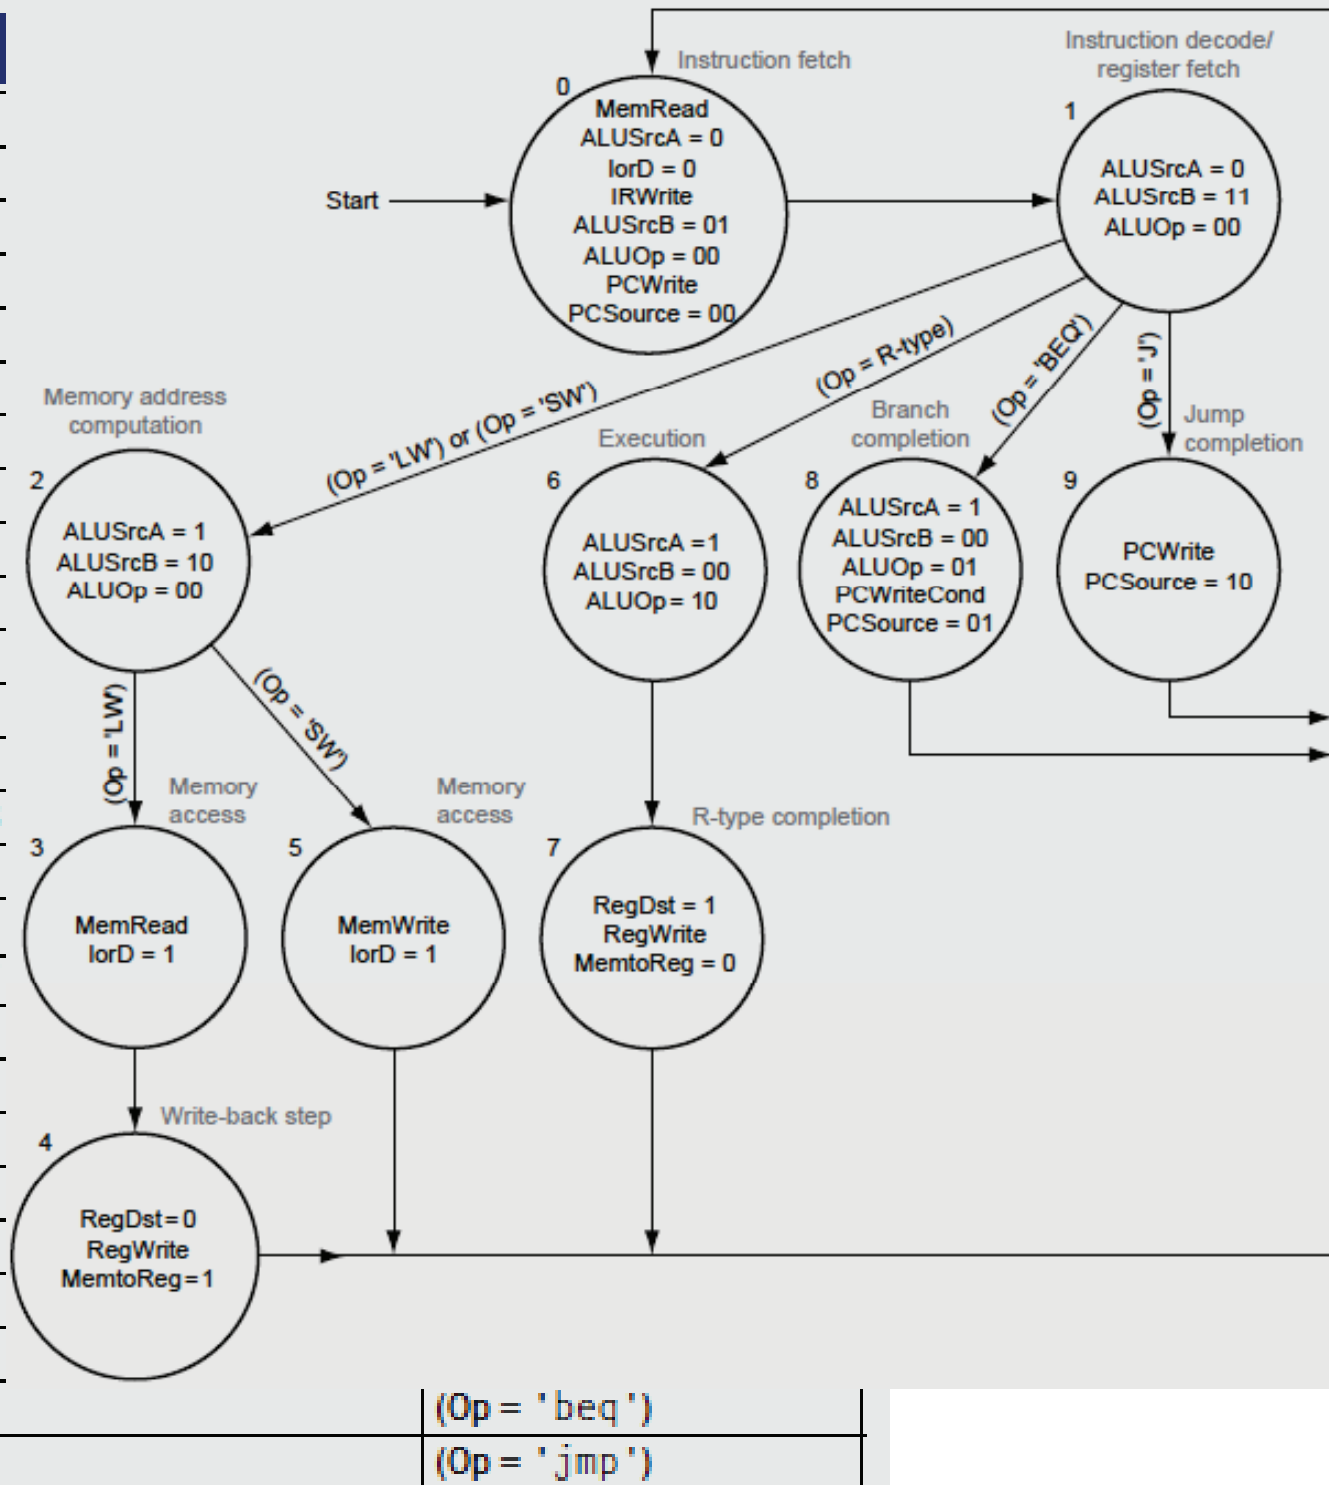 Instruction fetch
0
MemRead
ALUSrcA = 0
IorD = 0
IRWrite
ALUSrcB = 01
ALUOp = 00
PCWrite
PCSource = 00
Start
Instruction decode/
register fetch
1
ALUSrcA = 0
ALUSrcB = 11
ALUOp = 00
(Op = 'LW') or (Op = 'SW')
(Op = R-type)
(Op = 'BEQ')
(Op = 'J')
Memory address
computation
2
ALUSrcA = 1
ALUSrcB = 10
ALUOp = 00
Execution
6
ALUSrcA =1
ALUSrcB = 00
ALUOp= 10
Branch
completion
8
ALUSrcA = 1
ALUSrcB = 00
ALUOp = 01
PCWriteCond
PCSource = 01
Jump
completion
9
PCWrite
PCSource = 10
(Op = 'LW')
(Op = 'SW')
Memory
access
3
MemRead
IorD = 1
Memory
access
5
MemWrite
IorD = 1
R-type completion
7
RegDst = 1
RegWrite
MemtoReg = 0
Write-back step
4
RegDst=0
RegWrite
MemtoReg=1
(Op = 'beq')
(Op = 'jmp')